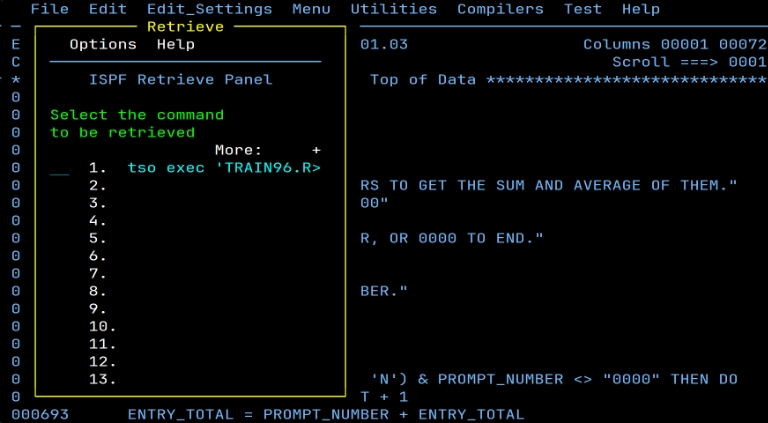 File Edit Edit_Settings Menu Utilities Compilers Test Help
Retrieve
E Options Help 01.03 Columns 00001 00072
C Scroll ===> 0001
* ISPF Retrieve Panel Top of Data *****************************
0
0 Select the command
0 to be retrieved
0 More: +
0 __ 1. tso exec 'TRAIN96.R>
0 2. RS TO GET THE SUM AND AVERAGE OF THEM."
0 3. 00"
0 4.
0 5. R, OR 0000 TO END."
0 6.
0 7.
0 8. BER."
0 9.
0 10.
0 11.
0 12.
0 13. 'N') & PROMPT_NUMBER <> "0000" THEN DO
0 T + 1
000693 ENTRY_TOTAL = PROMPT_NUMBER + ENTRY_TOTAL